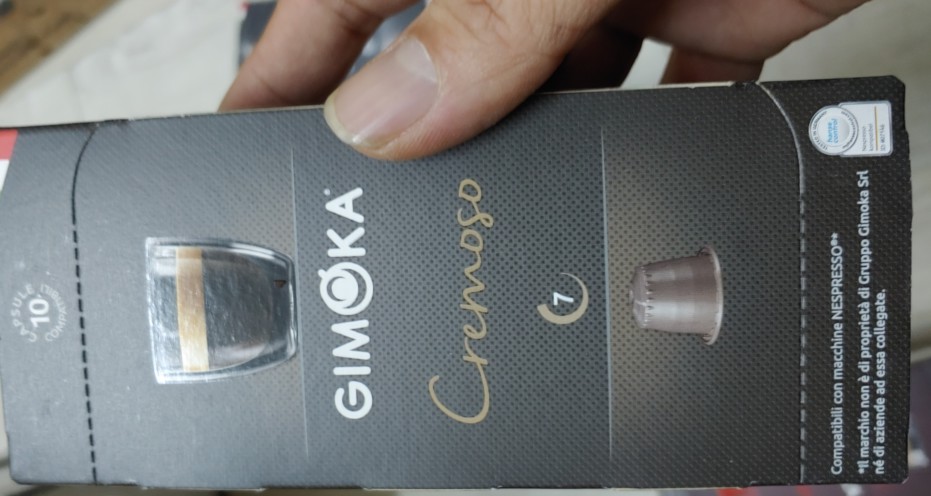 CAPSULE
10
COMPOSTABILI
GIMOKA®
Cremoso
7
Compatibili con macchine NESPRESSO®*
*Il marchio non è di proprietà di Gruppo Gimoka Srl
né di aziende ad essa collegate.